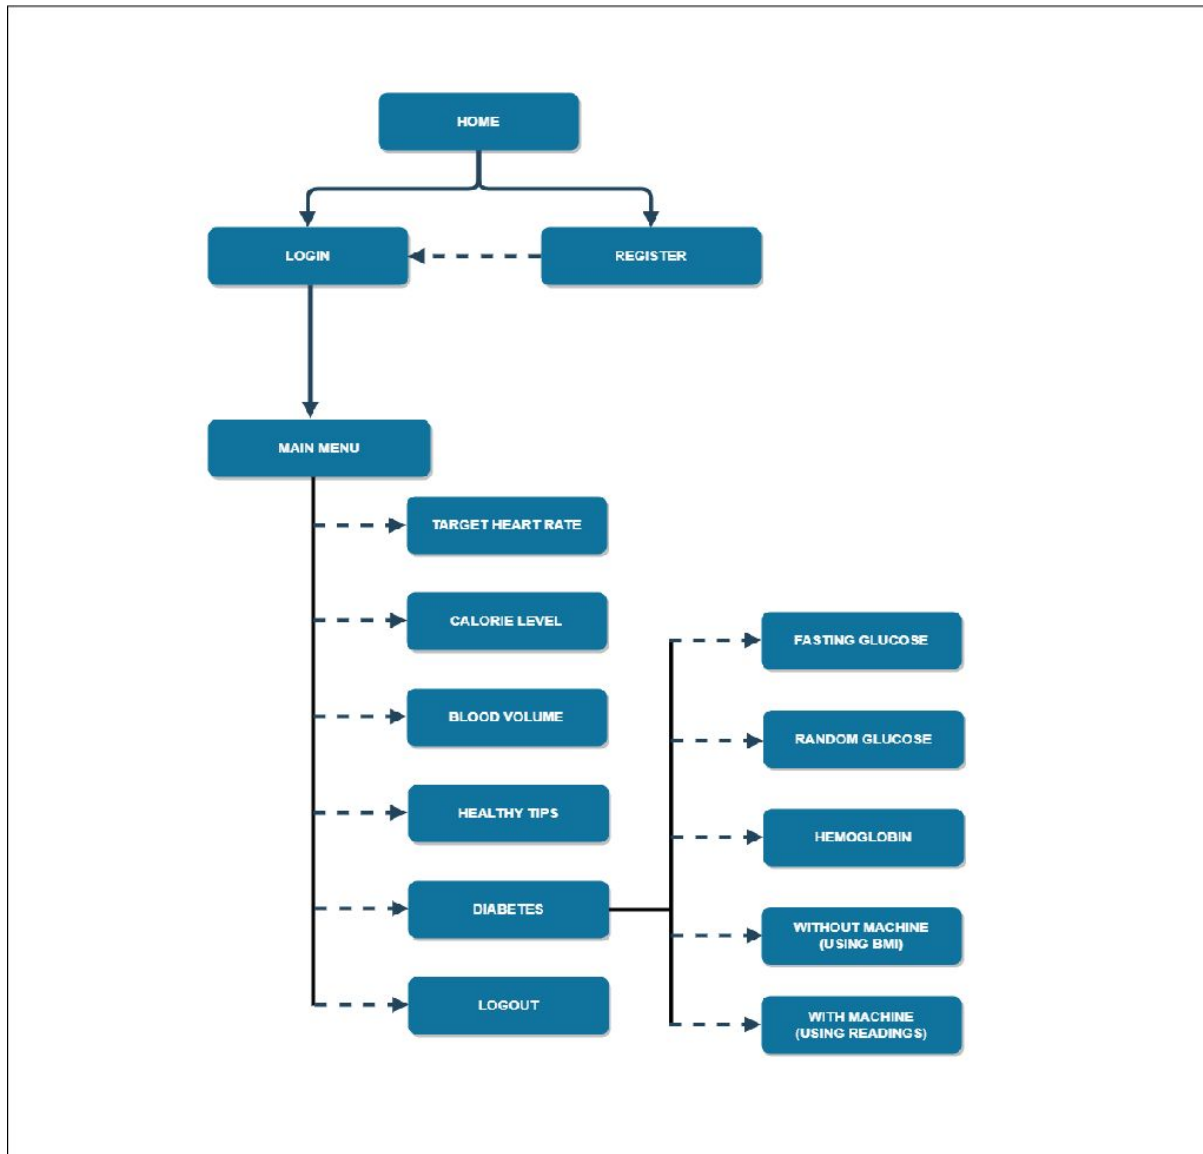 HOME
LOGIN
REGISTER
MAIN MENU
TARGET HEART RATE
CALORIE LEVEL
BLOOD VOLUME
HEALTHY TIPS
DIABETES
LOGOUT
FASTING GLUCOSE
RANDOM GLUCOSE
HEMOGLOBIN
WITHOUT MACHINE
(USING BMI)
WITH MACHINE
(USING READINGS)